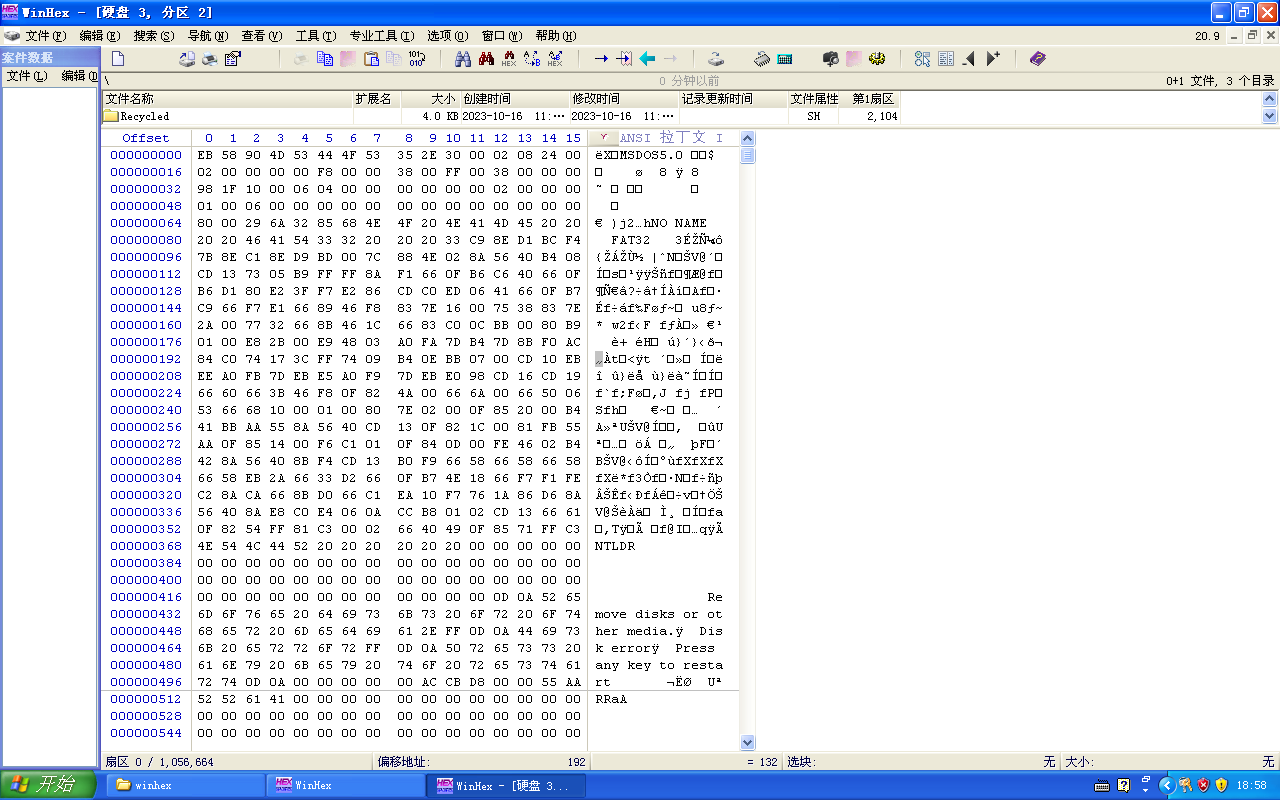 WinHex - [硬盘 3, 分区 2]
文件(F) 编辑(E) 搜索(S) 导航(N) 查看(V) 工具(T) 专业工具(I) 选项(O) 窗口(W) 帮助(H) 20.9
案件数据
文件(L) 编辑(D
\ 0 分钟以前 0+1 文件, 3 个目录
文件名称 扩展名 大小 创建时间 修改时间 记录更新时间 文件属性 第1扇区
Recycled 4.0 KB 2023-10-16 11:… 2023-10-16 11:… SH 2,104
Offset 0 1 2 3 4 5 6 7 8 9 10 11 12 13 14 15 ANSI 拉丁文 I
000000000 EB 58 90 4D 53 44 4F 53 35 2E 30 00 02 08 24 00 ëX□MSDOS5.0 □□$
000000016 02 00 00 00 00 F8 00 00 38 00 FF 00 38 00 00 00 □ ø 8 ÿ 8
000000032 98 1F 10 00 06 04 00 00 00 00 00 00 02 00 00 00 ˜ □ □□ □
000000048 01 00 06 00 00 00 00 00 00 00 00 00 00 00 00 00 □
000000064 80 00 29 6A 32 85 68 4E 4F 20 4E 41 4D 45 20 20 € )j2…hNO NAME
000000080 20 20 46 41 54 33 32 20 20 20 33 C9 8E D1 BC F4 FAT32 3ÉŽÑ¼ô
000000096 7B 8E C1 8E D9 BD 00 7C 88 4E 02 8A 56 40 B4 08 {ŽÁŽÙ½ |ˆN□ŠV@´□
000000112 CD 13 73 05 B9 FF FF 8A F1 66 0F B6 C6 40 66 0F Í□s□¹ÿÿŠñf□¶Æ@f□
000000128 B6 D1 80 E2 3F F7 E2 86 CD C0 ED 06 41 66 0F B7 ¶Ñ€â?÷â†ÍÀí□Af□·
000000144 C9 66 F7 E1 66 89 46 F8 83 7E 16 00 75 38 83 7E Éf÷áf‰Føƒ~□ u8ƒ~
000000160 2A 00 77 32 66 8B 46 1C 66 83 C0 0C BB 00 80 B9 * w2f‹F fƒÀ□» €¹
000000176 01 00 E8 2B 00 E9 48 03 A0 FA 7D B4 7D 8B F0 AC è+ éH□ ú}´}‹ð¬
000000192 84 C0 74 17 3C FF 74 09 B4 0E BB 07 00 CD 10 EB „Àt□<ÿt ´□»□ Í□ë
000000208 EE A0 FB 7D EB E5 A0 F9 7D EB E0 98 CD 16 CD 19 î û}ëå ù}ëà˜Í□Í□
000000224 66 60 66 3B 46 F8 0F 82 4A 00 66 6A 00 66 50 06 f`f;Fø□‚J fj fP□
000000240 53 66 68 10 00 01 00 80 7E 02 00 0F 85 20 00 B4 Sfh□ □ €~□ □… ´
000000256 41 BB AA 55 8A 56 40 CD 13 0F 82 1C 00 81 FB 55 A»ªUŠV@Í□□‚ □ûU
000000272 AA 0F 85 14 00 F6 C1 01 0F 84 0D 00 FE 46 02 B4 ª□…□ öÁ □„ þF□´
000000288 42 8A 56 40 8B F4 CD 13 B0 F9 66 58 66 58 66 58 BŠV@‹ôÍ□°ùfXfXfX
000000304 66 58 EB 2A 66 33 D2 66 0F B7 4E 18 66 F7 F1 FE fXë*f3Òf□·N□f÷ñþ
000000320 C2 8A CA 66 8B D0 66 C1 EA 10 F7 76 1A 86 D6 8A ÂŠÊf‹ÐfÁê□÷v□†ÖŠ
000000336 56 40 8A E8 C0 E4 06 0A CC B8 01 02 CD 13 66 61 V@ŠèÀä□ Ì¸ □Í□fa
000000352 0F 82 54 FF 81 C3 00 02 66 40 49 0F 85 71 FF C3 □‚Tÿ□Ã □f@I□…qÿÃ
000000368 4E 54 4C 44 52 20 20 20 20 20 20 00 00 00 00 00 NTLDR
000000384 00 00 00 00 00 00 00 00 00 00 00 00 00 00 00 00
000000400 00 00 00 00 00 00 00 00 00 00 00 00 00 00 00 00
000000416 00 00 00 00 00 00 00 00 00 00 00 00 0D 0A 52 65 Re
000000432 6D 6F 76 65 20 64 69 73 6B 73 20 6F 72 20 6F 74 move disks or ot
000000448 68 65 72 20 6D 65 64 69 61 2E FF 0D 0A 44 69 73 her media.ÿ Dis
000000464 6B 20 65 72 72 6F 72 FF 0D 0A 50 72 65 73 73 20 k errorÿ Press
000000480 61 6E 79 20 6B 65 79 20 74 6F 20 72 65 73 74 61 any key to resta
000000496 72 74 0D 0A 00 00 00 00 00 AC CB D8 00 00 55 AA rt ¬ËØ Uª
000000512 52 52 61 41 00 00 00 00 00 00 00 00 00 00 00 00 RRaA
000000528 00 00 00 00 00 00 00 00 00 00 00 00 00 00 00 00
000000544 00 00 00 00 00 00 00 00 00 00 00 00 00 00 00 00
扇区 0 / 1,056,664 偏移地址: 192 = 132 选块: 无 大小: 无
开始 winhex WinHex WinHex - [硬盘 3... 18:58